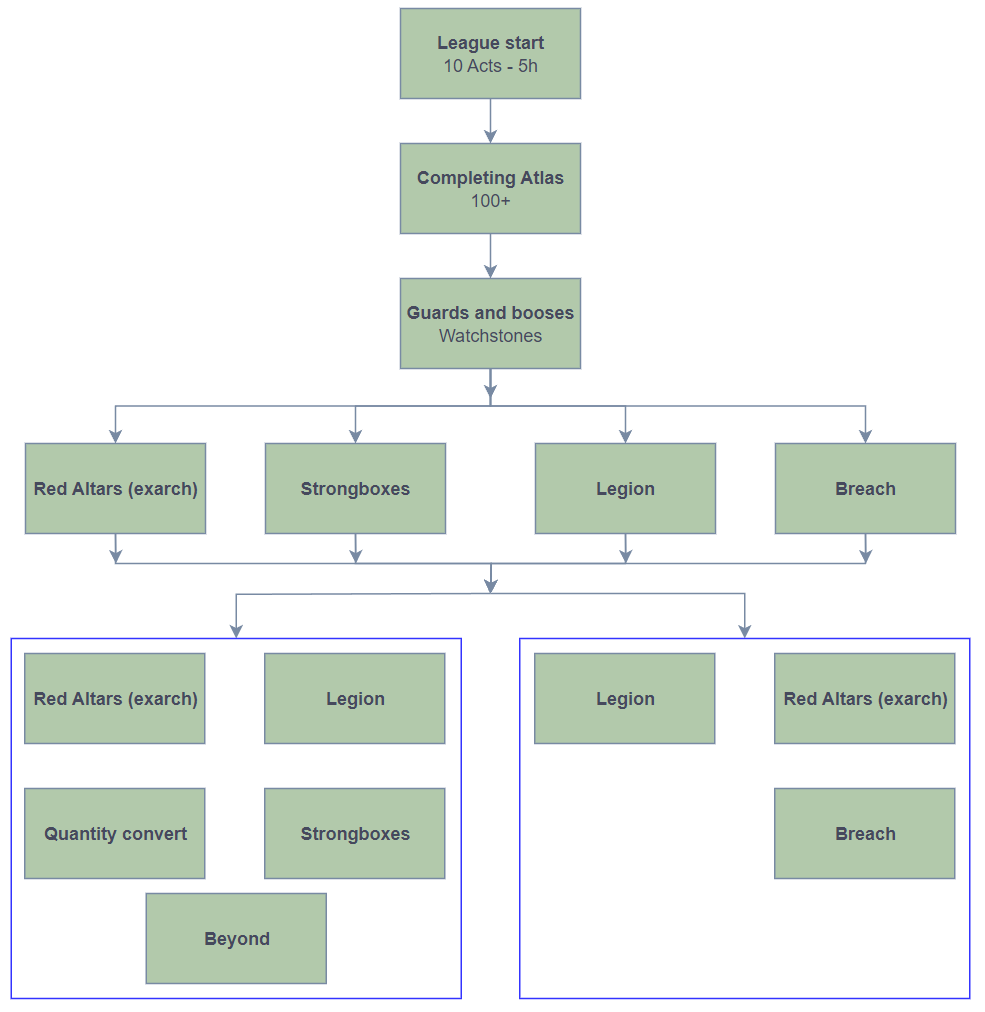 League start
10 Acts - 5h
Completing Atlas
100+
Guards and booses
Watchstones
Red Altars (exarch)
Strongboxes
Legion
Breach
Red Altars (exarch)
Legion
Quantity convert
Strongboxes
Beyond
Legion
Red Altars (exarch)
Breach